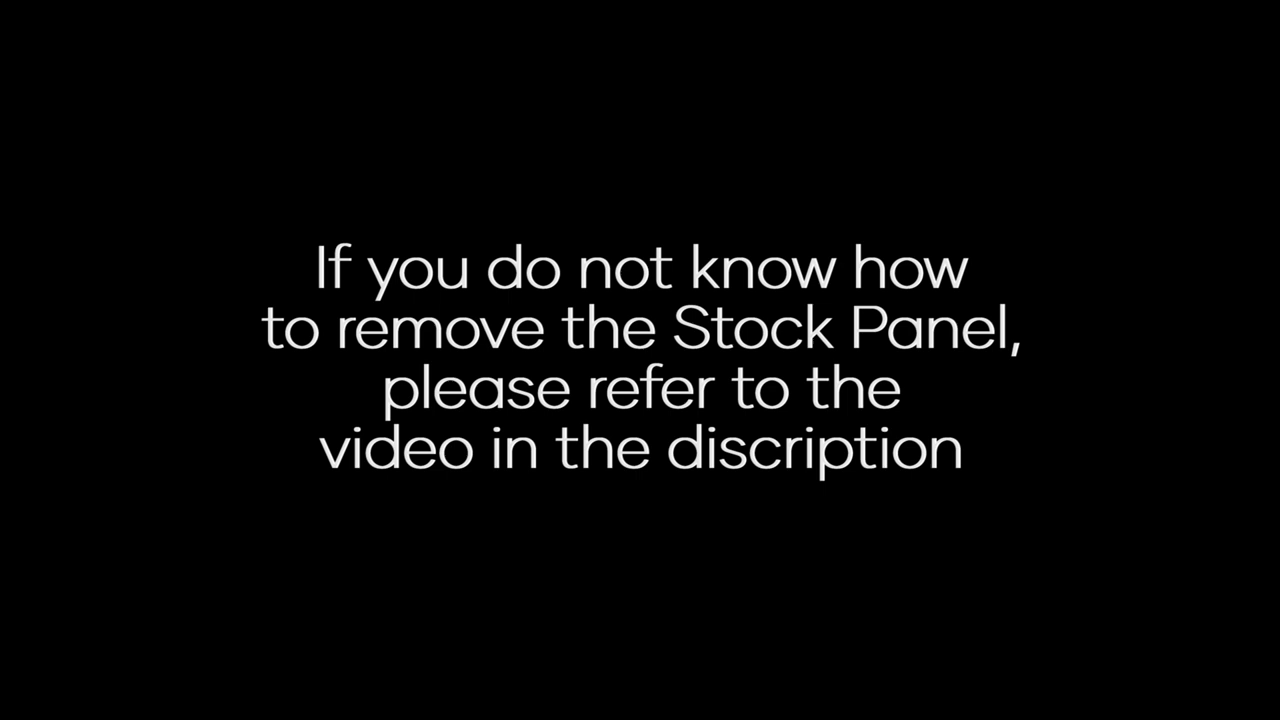 If you do not know how
to remove the Stock Panel,
please refer to the
video in the discription